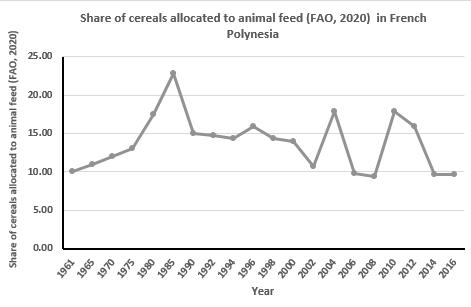 Share of cereals allocated to animal feed (FAO, 2020)  in French
Polynesia
Share of cereals allocated to animal feed (FAO, 2020)
25.00
20.00
15.00
10.00
5.00
0.00
1961 1965 1970 1975 1980 1985 1990 1992 1994 1996 1998 2000 2002 2004 2006 2008 2010 2012 2014 2016
Year